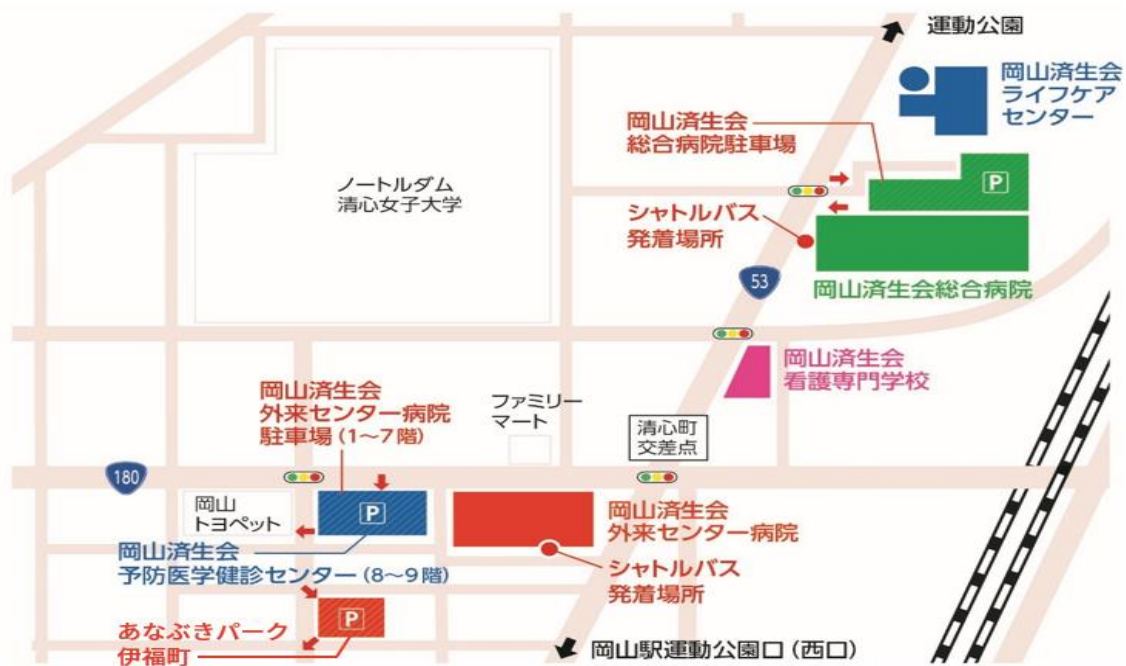 運動公園
岡山済生会
ライフケア
センター
岡山済生会
総合病院駐車場
P
ノートルダム
清心女子大学
シャトルバス
発着場所
53
岡山済生会総合病院
岡山済生会
看護専門学校
岡山済生会
外来センター病院
駐車場(1~7階)
ファミリー
マート
清心町
交差点
180
岡山
トヨペット
P
岡山済生会
外来センター病院
岡山済生会
予防医学健診センター(8~9階)
シャトルバス
発着場所
P
あなぶきパーク
伊福町
岡山駅運動公園口(西口)